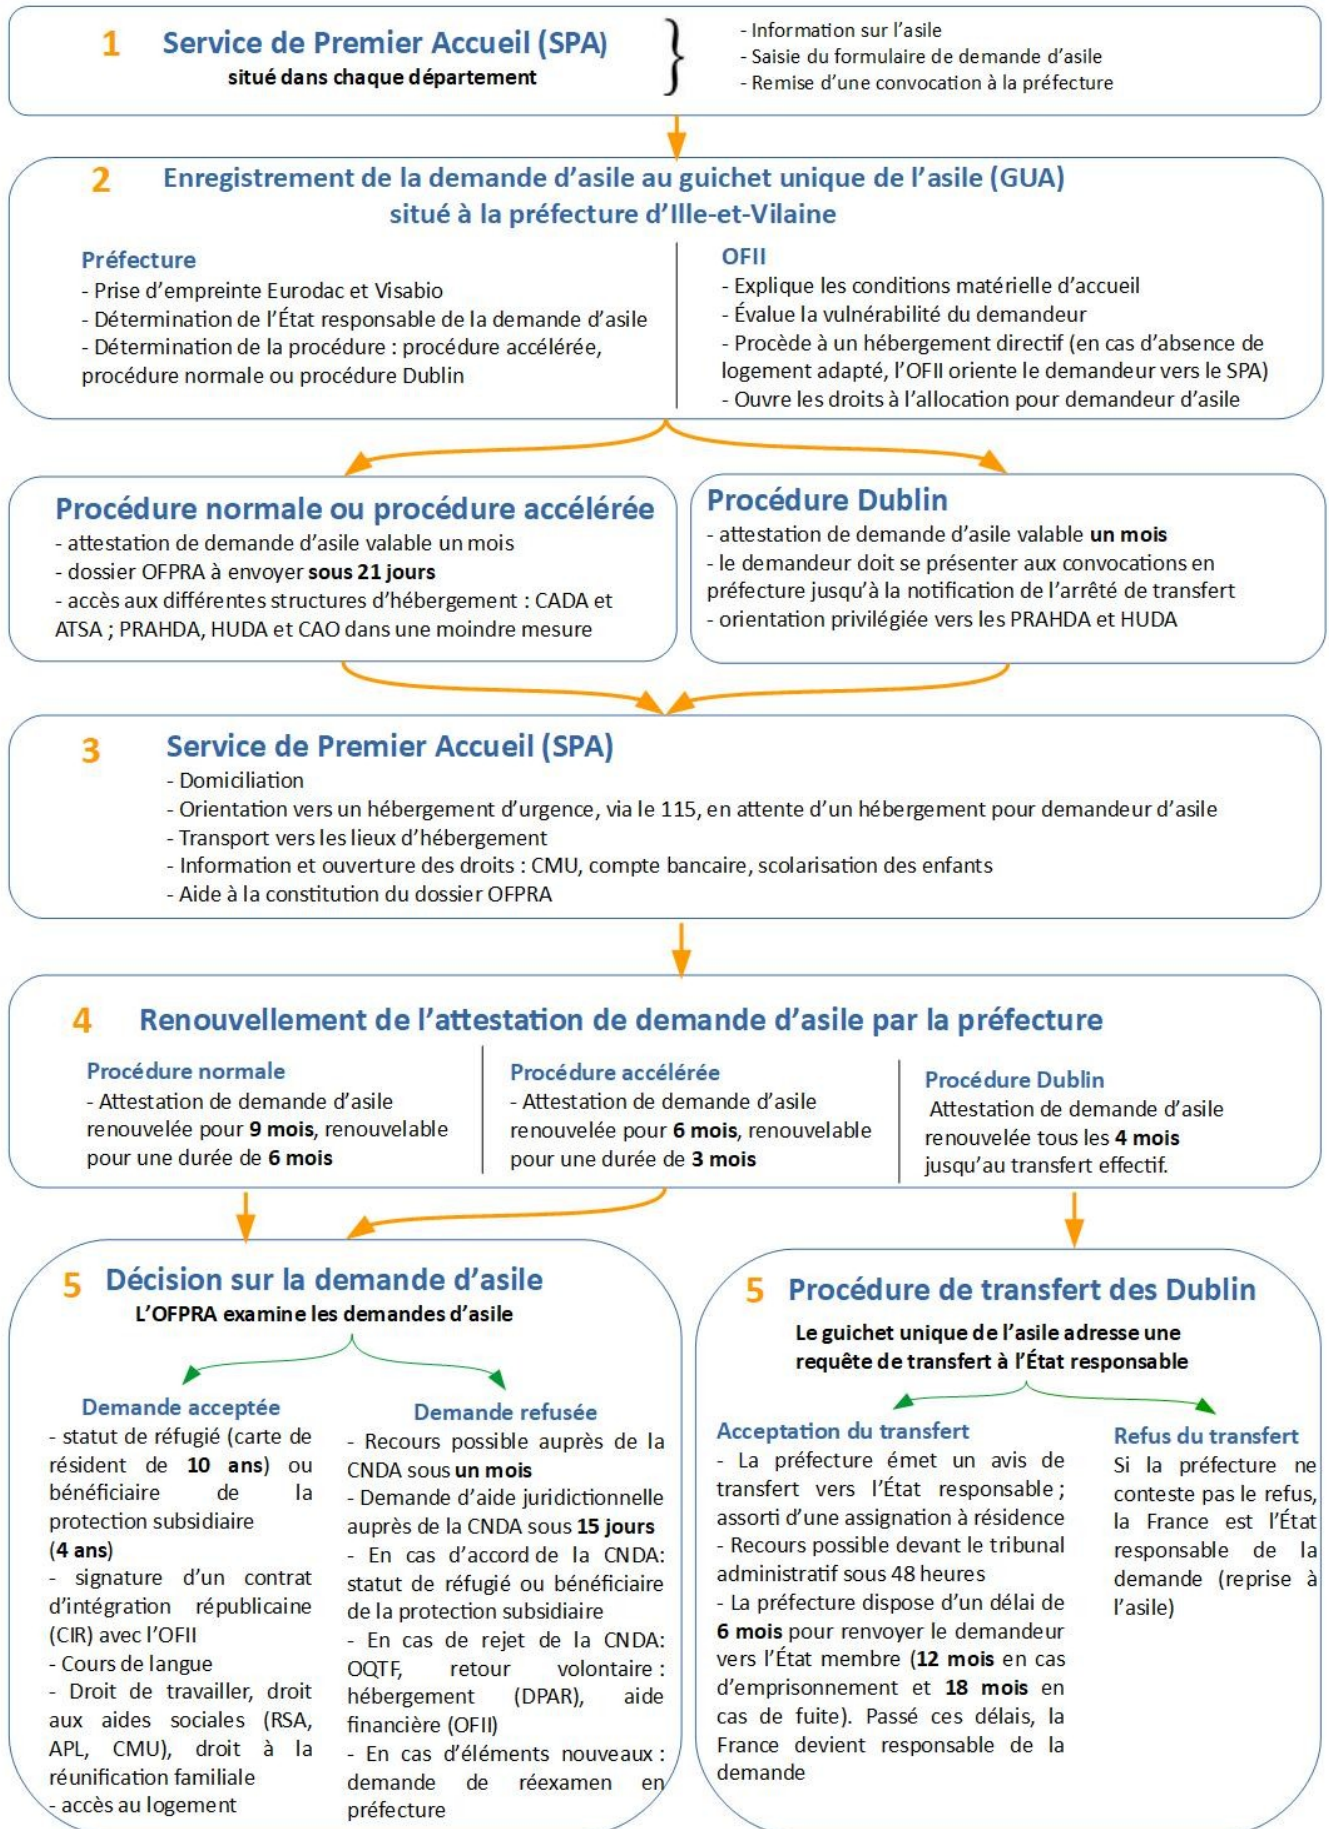 1 Service de Premier Accueil (SPA)
situé dans chaque département
- Information sur l'asile
- Saisie du formulaire de demande d'asile
- Remise d'une convocation à la préfecture
2 Enregistrement de la demande d'asile au guichet unique de l'asile (GUA)
situé à la préfecture d'Ille-et-Vilaine
Préfecture
- Prise d'empreinte Eurodac et Visabio
- Détermination de l'État responsable de la demande d'asile
- Détermination de la procédure : procédure accélérée,
procédure normale ou procédure Dublin
OFII
- Explique les conditions matérielle d'accueil
- Évalue la vulnérabilité du demandeur
- Procède à un hébergement directif (en cas d'absence de
logement adapté, l'OFII oriente le demandeur vers le SPA)
- Ouvre les droits à l'allocation pour demandeur d'asile
Procédure normale ou procédure accélérée
- attestation de demande d'asile valable un mois
- dossier OFPRA à envoyer sous 21 jours
- accès aux différentes structures d'hébergement : CADA et
ATSA ; PRAHDA, HUDA et CAO dans une moindre mesure
Procédure Dublin
- attestation de demande d'asile valable un mois
- le demandeur doit se présenter aux convocations en
préfecture jusqu'à la notification de l'arrêté de transfert
- orientation privilégiée vers les PRAHDA et HUDA
3 Service de Premier Accueil (SPA)
- Domiciliation
- Orientation vers un hébergement d'urgence, via le 115, en attente d'un hébergement pour demandeur d'asile
- Transport vers les lieux d'hébergement
- Information et ouverture des droits : CMU, compte bancaire, scolarisation des enfants
- Aide à la constitution du dossier OFPRA
4 Renouvellement de l'attestation de demande d'asile par la préfecture
Procédure normale
- Attestation de demande d'asile
renouvelée pour 9 mois, renouvelable
pour une durée de 6 mois
Procédure accélérée
- Attestation de demande d'asile
renouvelée pour 6 mois, renouvelable
pour une durée de 3 mois
Procédure Dublin
Attestation de demande d'asile
renouvelée tous les 4 mois
jusqu'au transfert effectif.
5 Décision sur la demande d'asile
L'OFPRA examine les demandes d'asile
Demande acceptée
- statut de réfugié (carte de
résident de 10 ans) ou
bénéficiaire de la
protection subsidiaire
(4 ans)
- signature d'un contrat
d'intégration républicaine
(CIR) avec l'OFII
- Cours de langue
- Droit de travailler, droit
aux aides sociales (RSA,
APL, CMU), droit à la
réunification familiale
- accès au logement
Demande refusée
- Recours possible auprès de la
CNDA sous un mois
- Demande d'aide juridictionnelle
auprès de la CNDA sous 15 jours
- En cas d'accord de la CNDA:
statut de réfugié ou bénéficiaire
de la protection subsidiaire
- En cas de rejet de la CNDA:
OQTF, retour volontaire :
hébergement (DPAR), aide
financière (OFII)
- En cas d'éléments nouveaux :
demande de réexamen en
préfecture
5 Procédure de transfert des Dublin
Le guichet unique de l'asile adresse une
requête de transfert à l'État responsable
Acceptation du transfert
- La préfecture émet un avis de
transfert vers l'État responsable ;
assorti d'une assignation à résidence
- Recours possible devant le tribunal
administratif sous 48 heures
- La préfecture dispose d'un délai de
6 mois pour renvoyer le demandeur
vers l'État membre (12 mois en cas
d'emprisonnement et 18 mois en
cas de fuite). Passé ces délais, la
France devient responsable de la
demande
Refus du transfert
Si la préfecture ne
conteste pas le refus,
la France est l'État
responsable de la
demande (reprise à
l'asile)